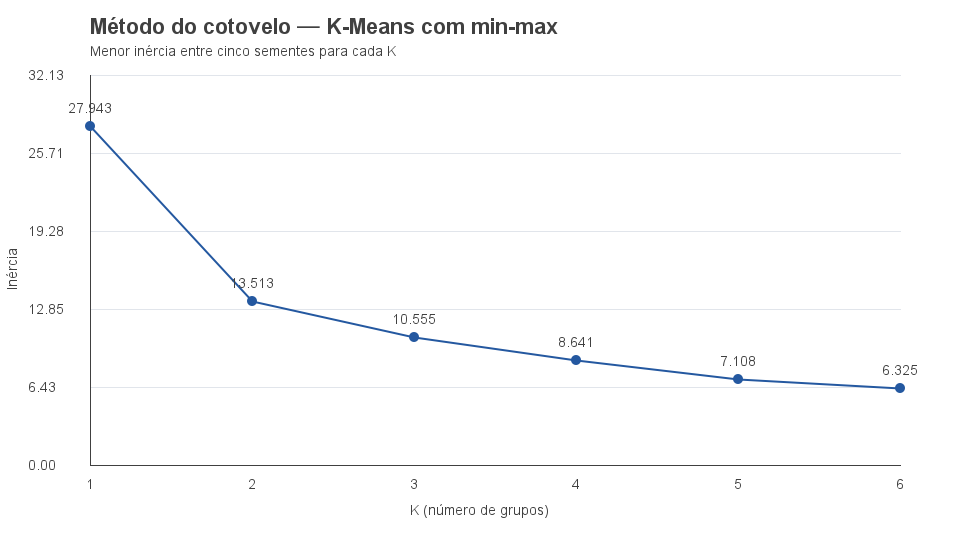 Método do cotovelo — K-Means com min-max
Menor inércia entre cinco sementes para cada K
32.13
27.943
25.71
19.28
Inércia
13.513
12.85
10.555
8.641
7.108
6.325
6.43
0.00
1 2 3 4 5 6
K (número de grupos)